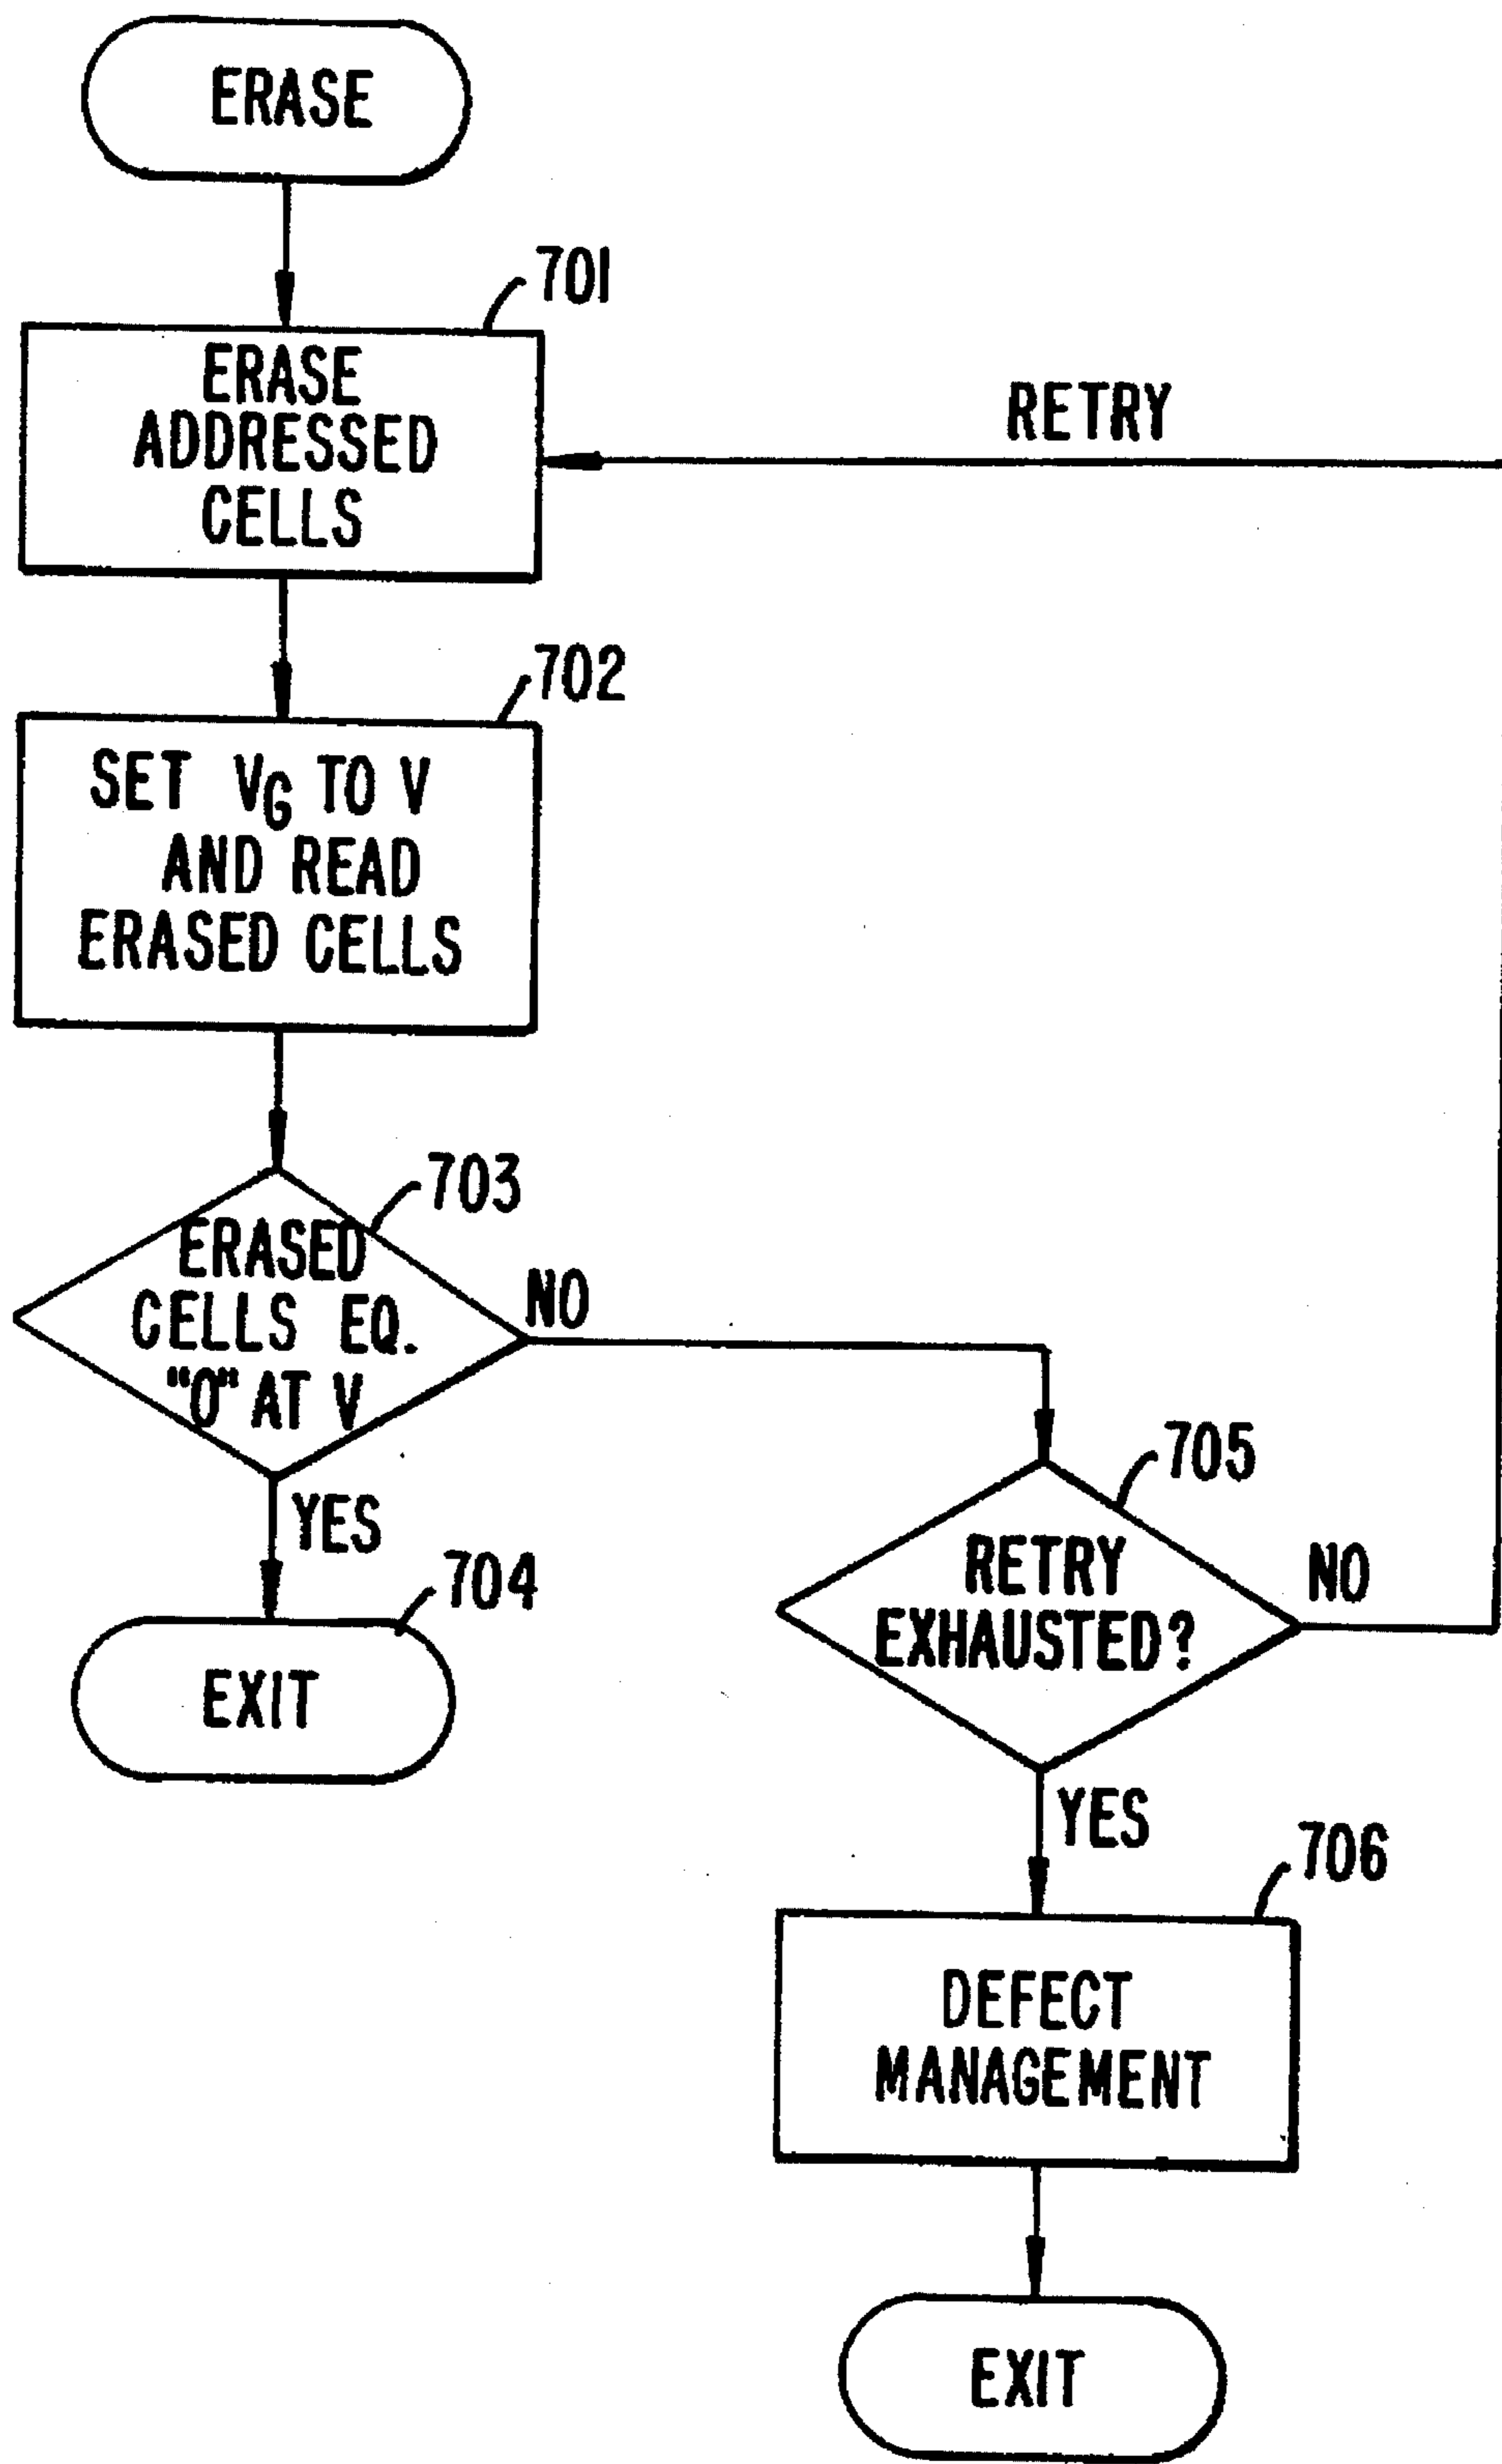 ERASE
701
ERASE
ADDRESSED
CELLS
RETRY
702
SET VG TO V
AND READ
ERASED CELLS
703
ERASED
CELLS EQ.
"0" AT V
NO
YES
704
EXIT
705
RETRY
EXHAUSTED?
NO
YES
706
DEFECT
MANAGEMENT
EXIT